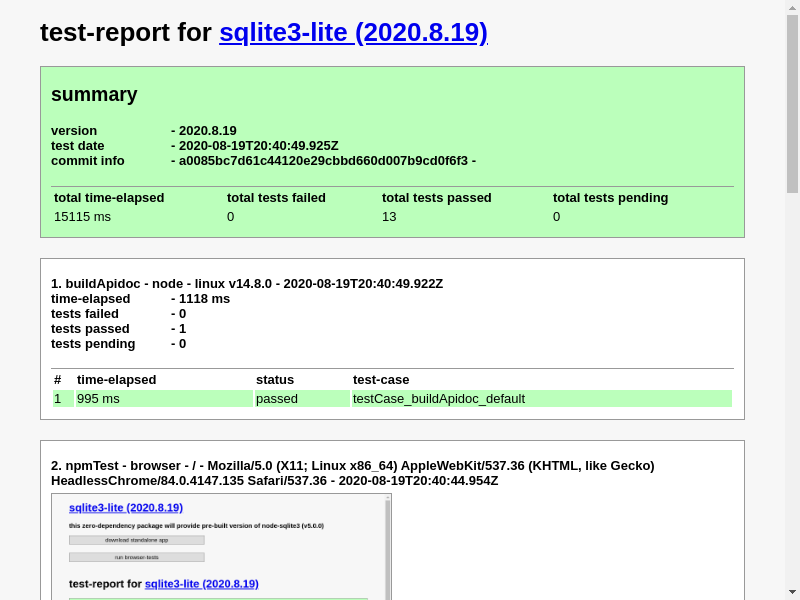 test-report for sqlite3-lite (2020.8.19)
summary
version - 2020.8.19
test date - 2020-08-19T20:40:49.925Z
commit info - a0085bc7d61c44120e29cbbd660d007b9cd0f6f3 -
total time-elapsed total tests failed total tests passed total tests pending
15115 ms 0 13 0
1. buildApidoc - node - linux v14.8.0 - 2020-08-19T20:40:49.922Z
time-elapsed - 1118 ms
tests failed - 0
tests passed - 1
tests pending - 0
# time-elapsed status test-case
1 995 ms passed testCase_buildApidoc_default
2. npmTest - browser - / - Mozilla/5.0 (X11; Linux x86_64) AppleWebKit/537.36 (KHTML, like Gecko)
HeadlessChrome/84.0.4147.135 Safari/537.36 - 2020-08-19T20:40:44.954Z
sqlite3-lite (2020.8.19)
this zero-dependency package will provide pre-built version of node-sqlite3 (v5.0.0)
download standalone app
run browser-tests
test-report for sqlite3-lite (2020.8.19)